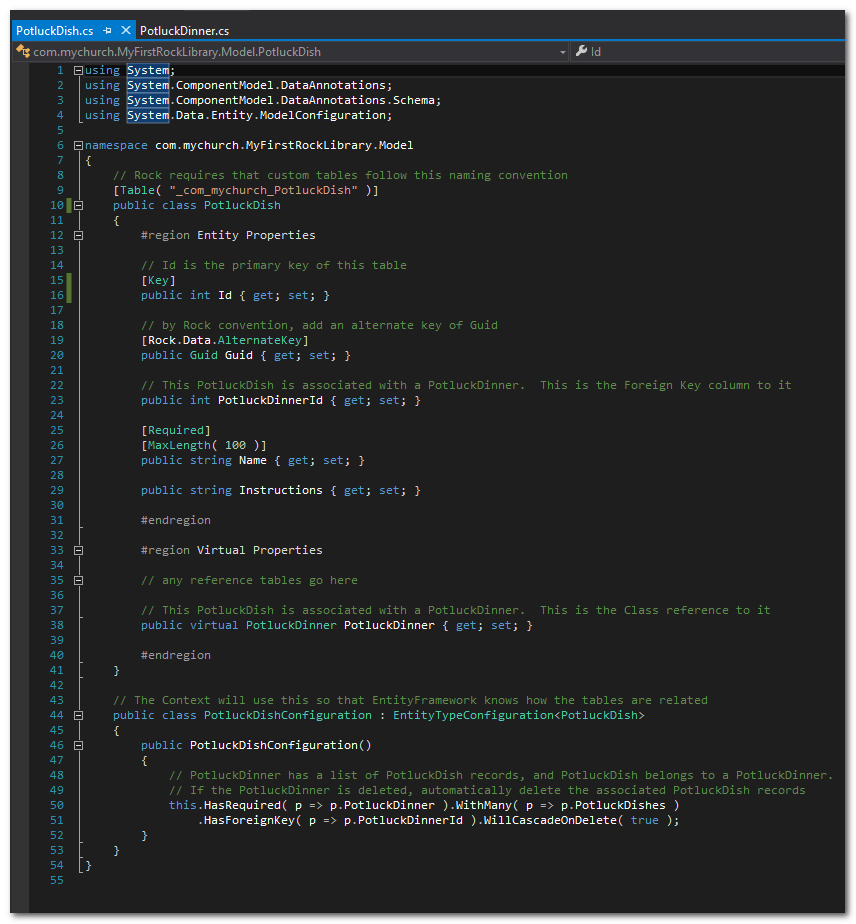 PotluckDish.cs PotluckDinner.cs
com.mychurch.MyFirstRockLibrary.Model.PotluckDish Id
1 using System;
2 using System.ComponentModel.DataAnnotations;
3 using System.ComponentModel.DataAnnotations.Schema;
4 using System.Data.Entity.ModelConfiguration;
5
6 namespace com.mychurch.MyFirstRockLibrary.Model
7 {
8 // Rock requires that custom tables follow this naming convention
9 [Table( "_com_mychurch_PotluckDish" )]
10 public class PotluckDish
11 {
12 #region Entity Properties
13
14 // Id is the primary key of this table
15 [Key]
16 public int Id { get; set; }
17
18 // by Rock convention, add an alternate key of Guid
19 [Rock.Data.AlternateKey]
20 public Guid Guid { get; set; }
21
22 // This PotluckDish is associated with a PotluckDinner.  This is the Foreign Key column to it
23 public int PotluckDinnerId { get; set; }
24
25 [Required]
26 [MaxLength( 100 )]
27 public string Name { get; set; }
28
29 public string Instructions { get; set; }
30
31 #endregion
32
33 #region Virtual Properties
34
35 // any reference tables go here
36
37 // This PotluckDish is associated with a PotluckDinner.  This is the Class reference to it
38 public virtual PotluckDinner PotluckDinner { get; set; }
39
40 #endregion
41 }
42
43 // The Context will use this so that EntityFramework knows how the tables are related
44 public class PotluckDishConfiguration : EntityTypeConfiguration<PotluckDish>
45 {
46 public PotluckDishConfiguration()
47 {
48 // PotluckDinner has a list of PotluckDish records, and PotluckDish belongs to a PotluckDinner.
49 // If the PotluckDinner is deleted, automatically delete the associated PotluckDish records
50 this.HasRequired( p => p.PotluckDinner ).WithMany( p => p.PotluckDishes )
51 .HasForeignKey( p => p.PotluckDinnerId ).WillCascadeOnDelete( true );
52 }
53 }
54 }
55